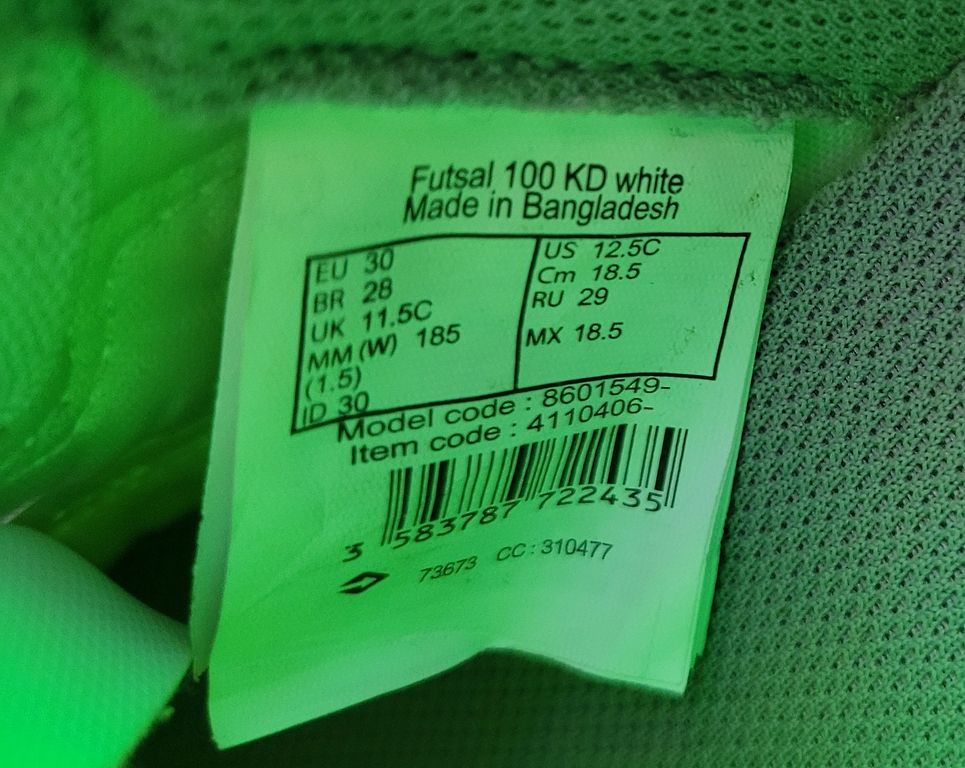 Futsal 100 KD white
Made in Bangladesh
EU 30
BR 28
UK 11.5C
MM (W) 185
(1.5)
ID 30
US 12.5C
Cm 18.5
RU 29
MX 18.5
Model code : 8601549-
Item code : 4110406-
3 583787 722435
73673 CC : 310477